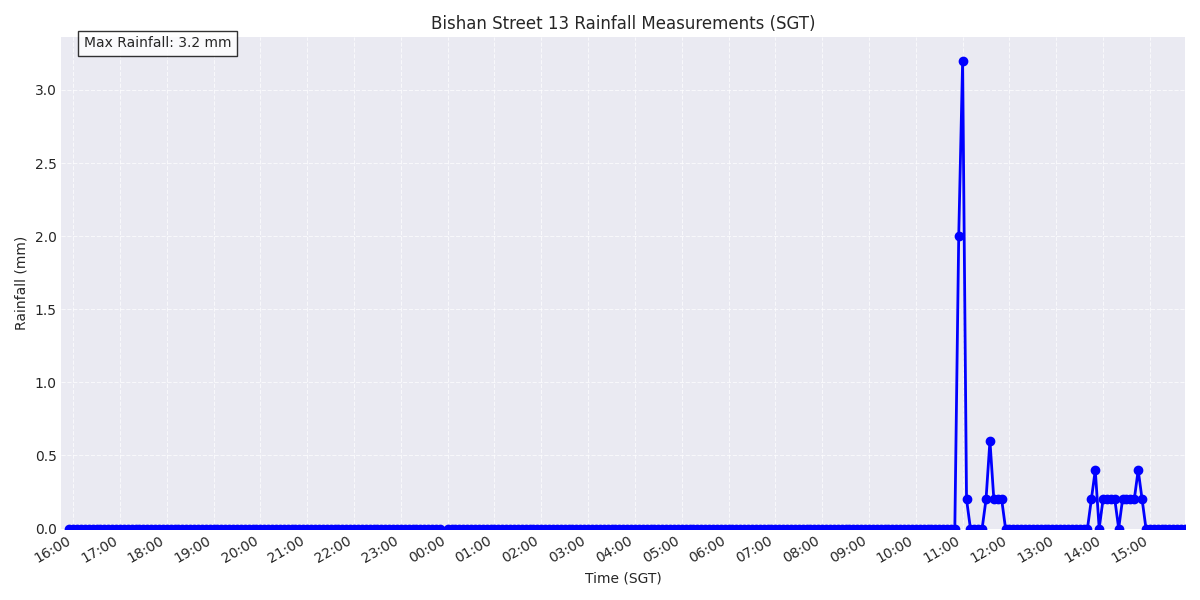 Bishan Street 13 Rainfall Measurements (SGT)
Max Rainfall: 3.2 mm
Rainfall (mm)
3.0
2.5
2.0
1.5
1.0
0.5
0.0
16:00 17:00 18:00 19:00 20:00 21:00 22:00 23:00 00:00 01:00 02:00 03:00 04:00 05:00 06:00 07:00 08:00 09:00 10:00 11:00 12:00 13:00 14:00 15:00
Time (SGT)